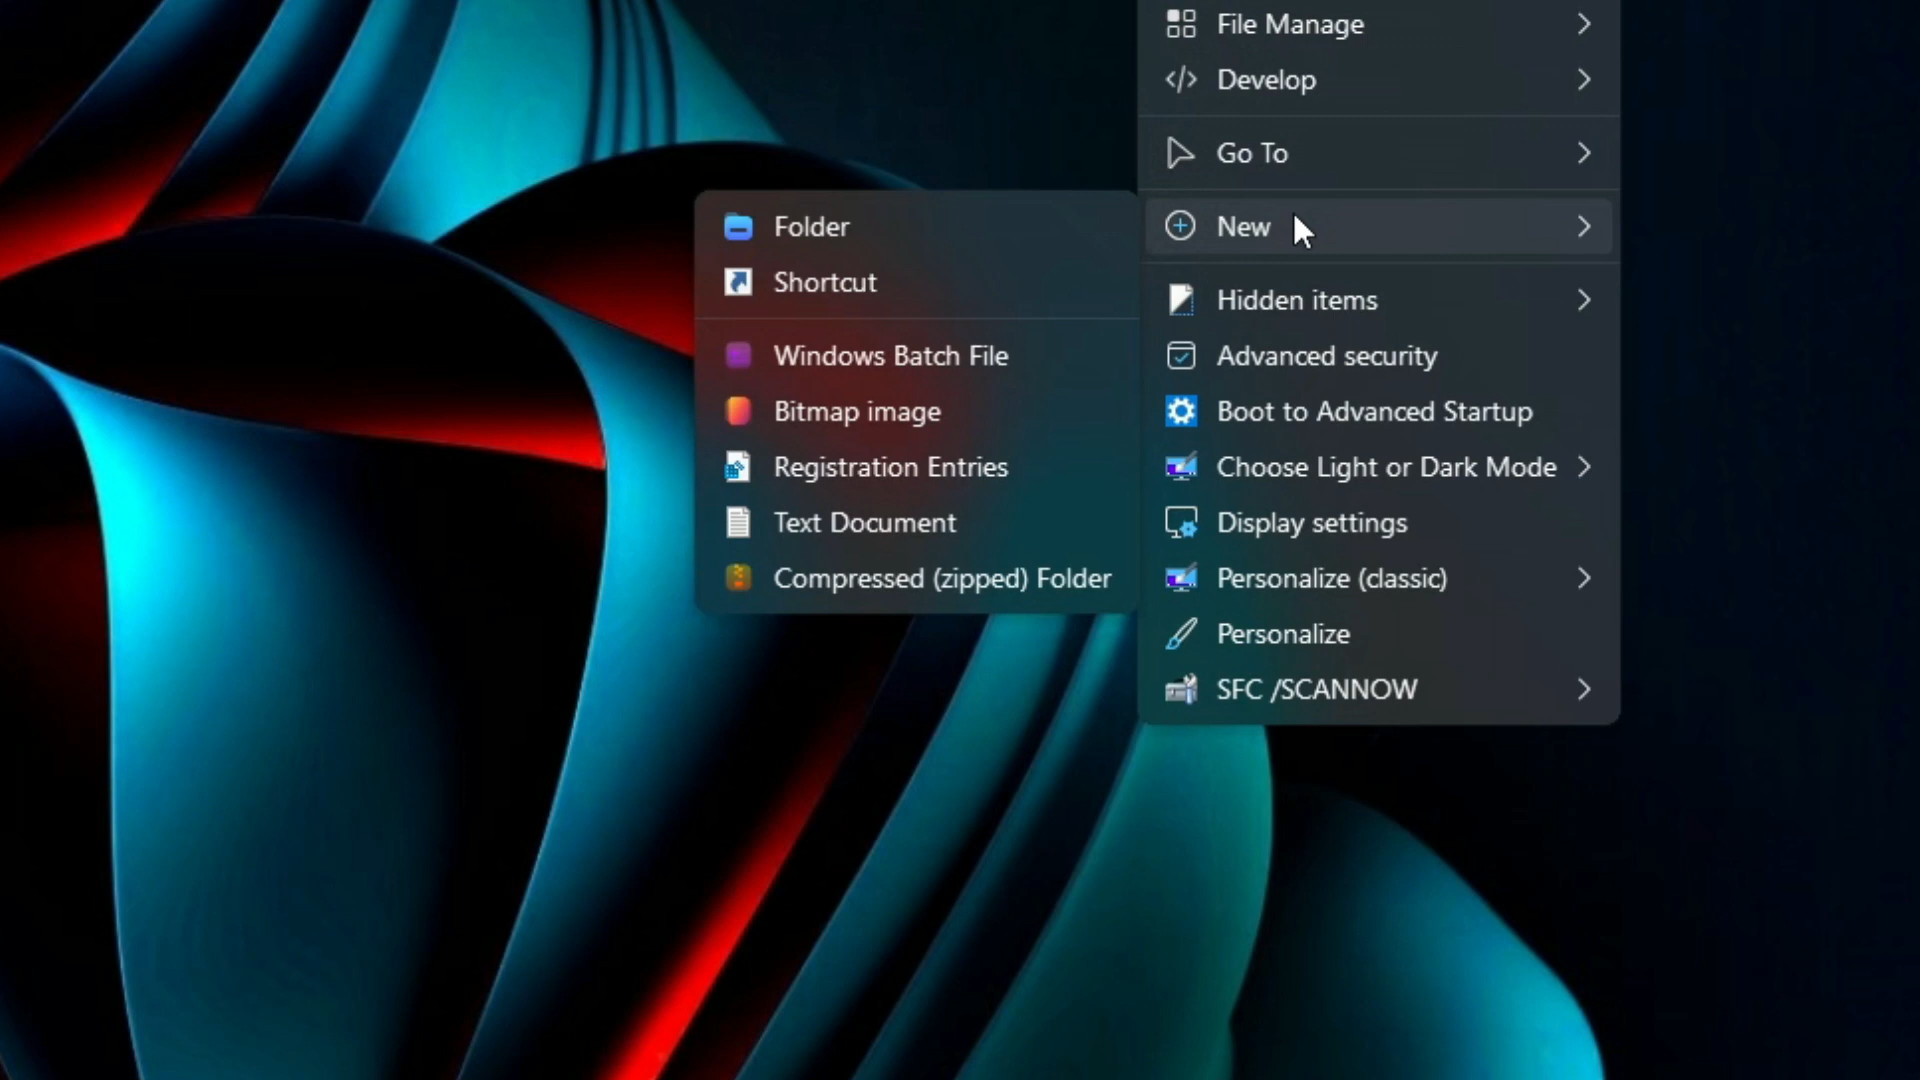 File Manage
Develop
Go To
New
Hidden items
Advanced security
Boot to Advanced Startup
Choose Light or Dark Mode
Display settings
Personalize (classic)
Personalize
SFC /SCANNOW
Folder
Shortcut
Windows Batch File
Bitmap image
Registration Entries
Text Document
Compressed (zipped) Folder